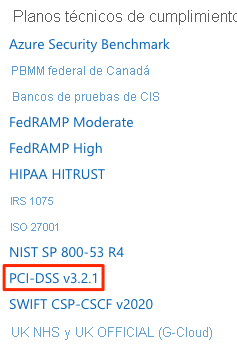 Planos técnicos de cumplimiento
Azure Security Benchmark
PBMM federal de Canadá
Bancos de pruebas de CIS
FedRAMP Moderate
FedRAMP High
HIPAA HITRUST
IRS 1075
ISO 27001
NIST SP 800-53 R4
PCI-DSS v3.2.1
SWIFT CSP-CSCF v2020
UK NHS y UK OFFICIAL (G-Cloud)